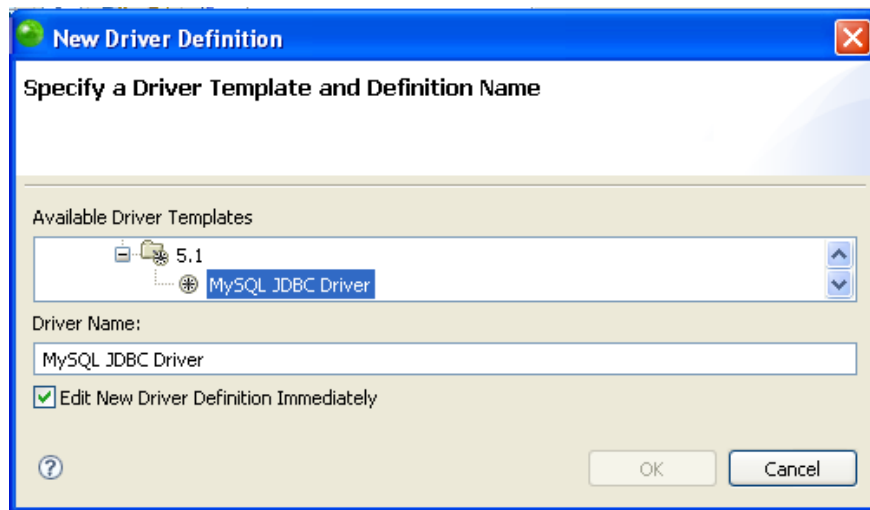 New Driver Definition
Specify a Driver Template and Definition Name
Available Driver Templates
5.1
MySQL JDBC Driver
Driver Name:
MySQL JDBC Driver
Edit New Driver Definition Immediately
OK Cancel